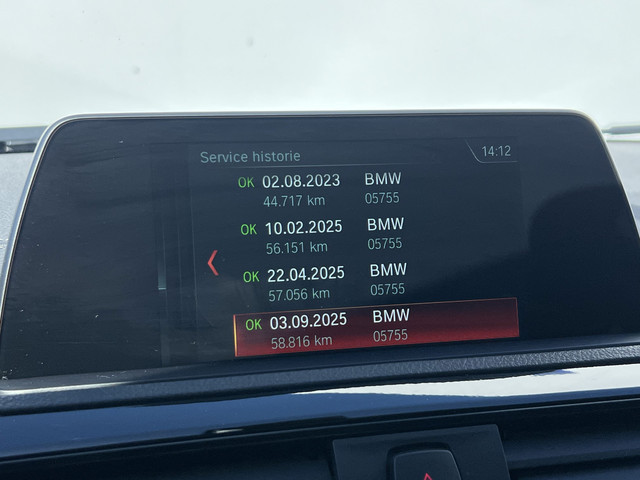 Service historie 14:12
OK 02.08.2023 BMW
44.717 km 05755
OK 10.02.2025 BMW
56.151 km 05755
OK 22.04.2025 BMW
57.056 km 05755
OK 03.09.2025 BMW
58.816 km 05755